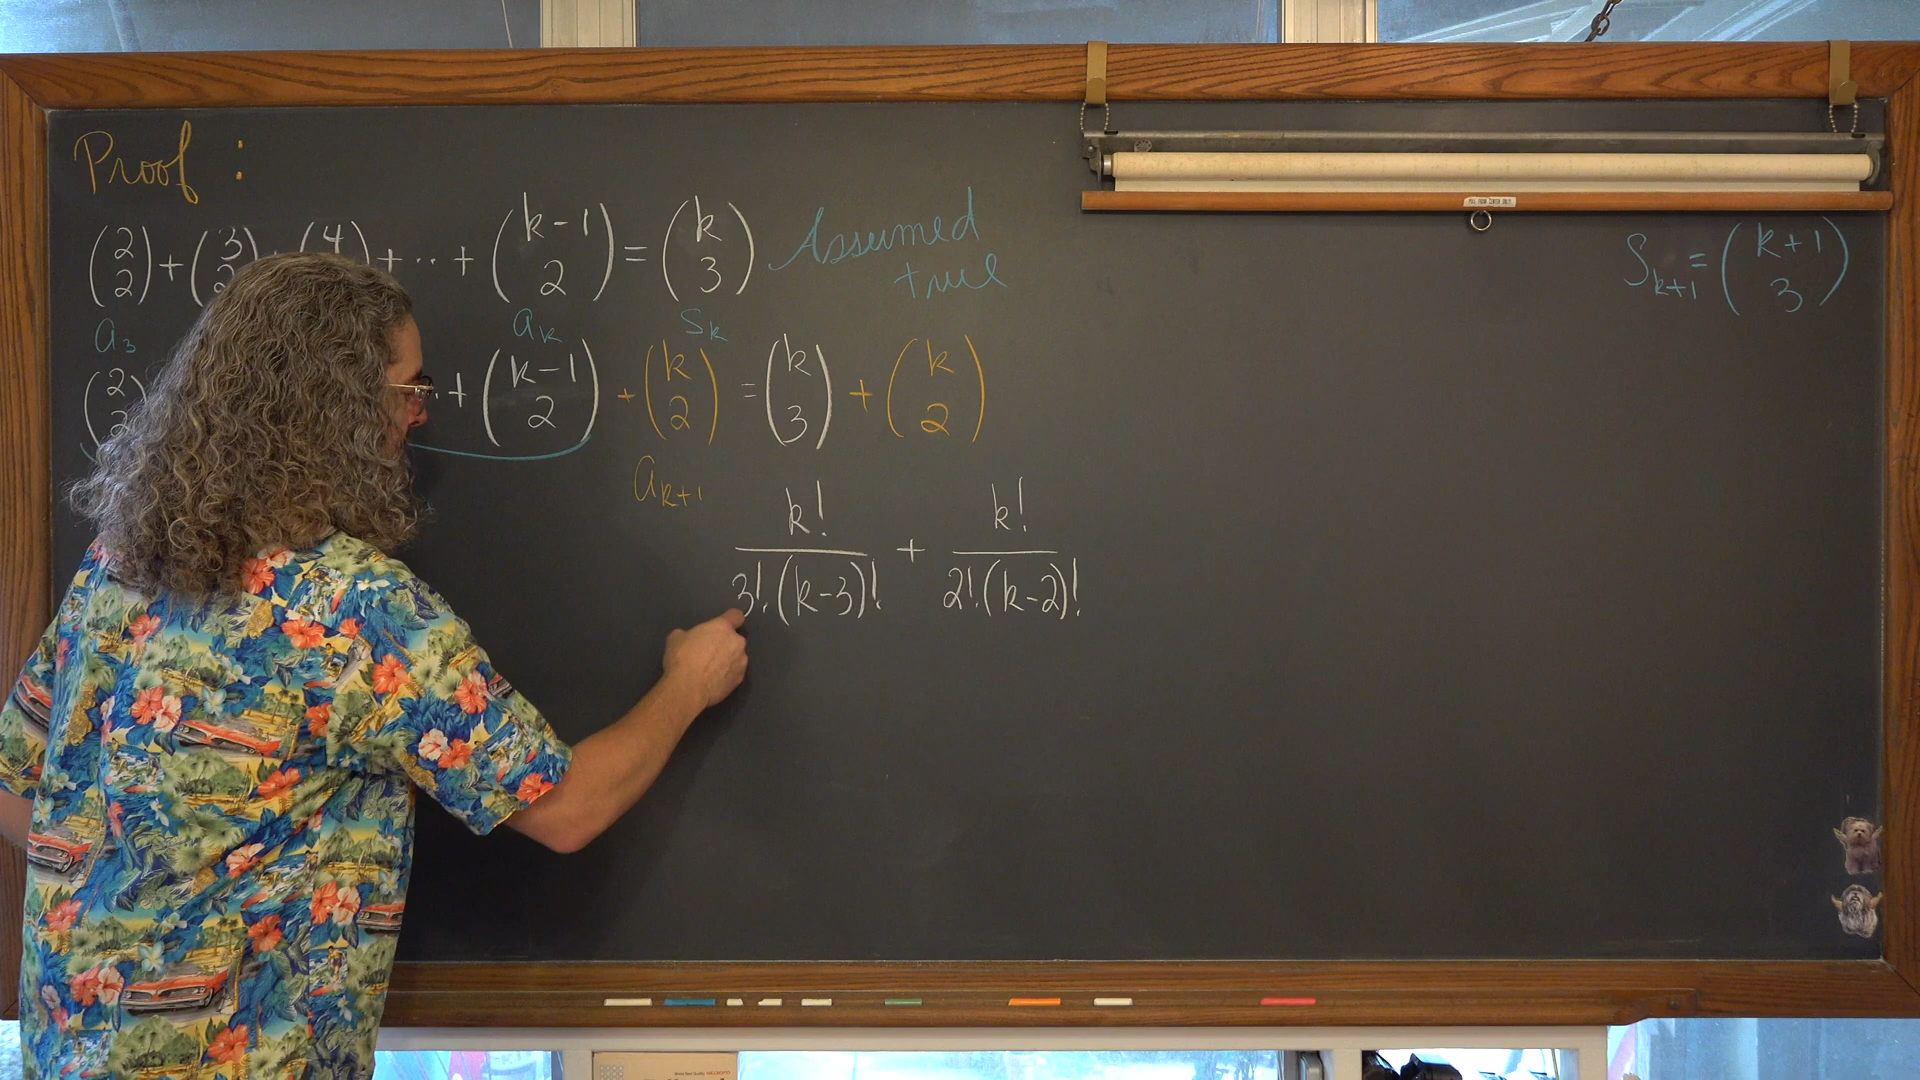 Proof :
(2 2) + (3 2) (4 + ·· + (k-1 2) = (k 3) Assumed true
S_{k+1} = (k+1 3)
a_3 a_k S_k
(2 2 + (k-1 2) + (k 2) = (k 3) + (k 2)
a_{k+1}
k!/(3!·(k-3)!) + k!/(2!·(k-2)!)